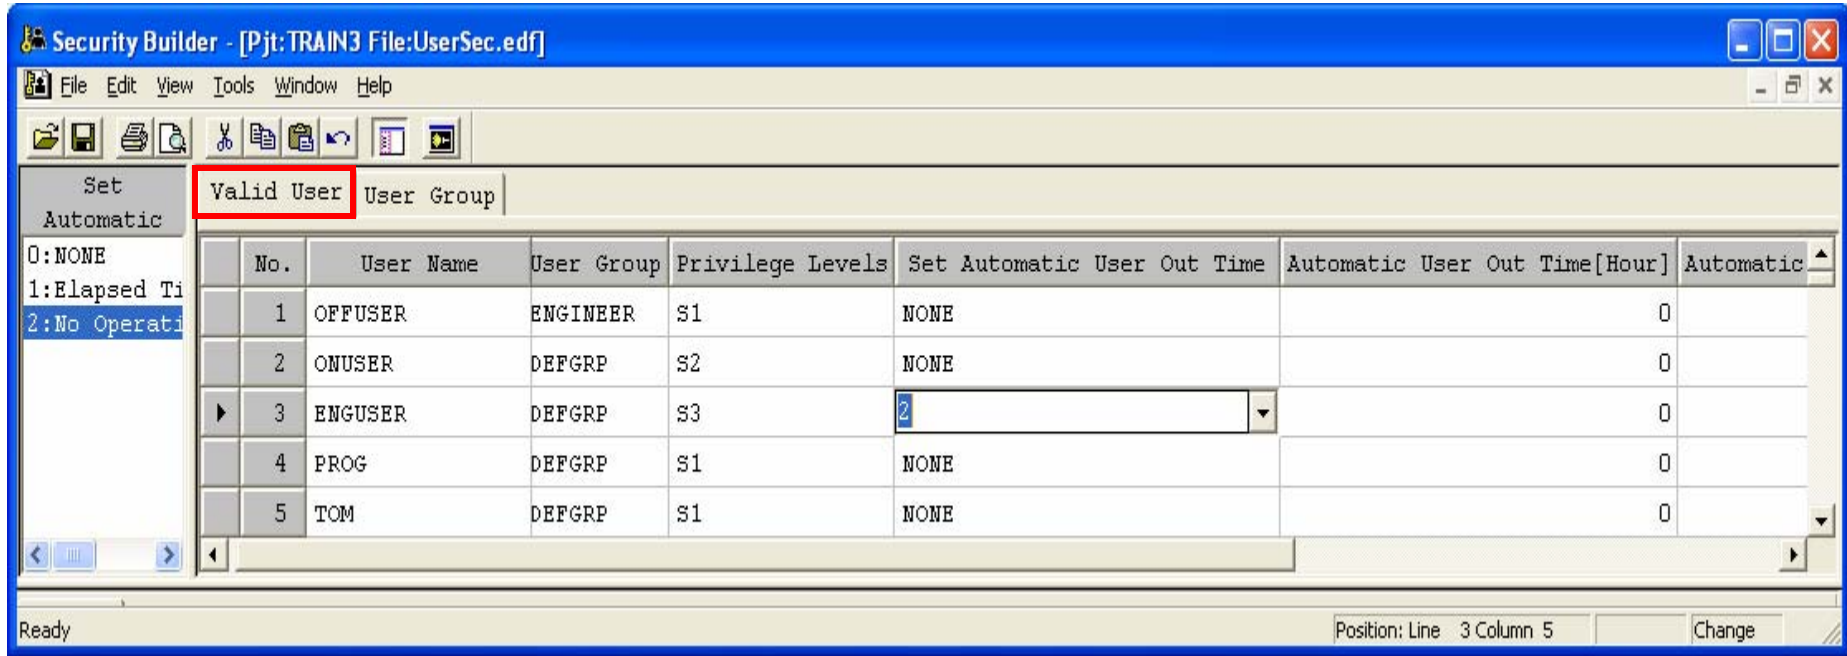 Security Builder - [Pjt:TRAIN3 File:UserSec.edf]
File Edit View Tools Window Help
Set Automatic
Valid User User Group
0:NONE
1:Elapsed Ti
2:No Operati
No. User Name User Group Privilege Levels Set Automatic User Out Time Automatic User Out Time[Hour] Automatic
1 OFFUSER ENGINEER S1 NONE 0
2 ONUSER DEFGRP S2 NONE 0
3 ENGUSER DEFGRP S3 2 0
4 PROG DEFGRP S1 NONE 0
5 TOM DEFGRP S1 NONE 0
Ready Position: Line 3 Column 5 Change